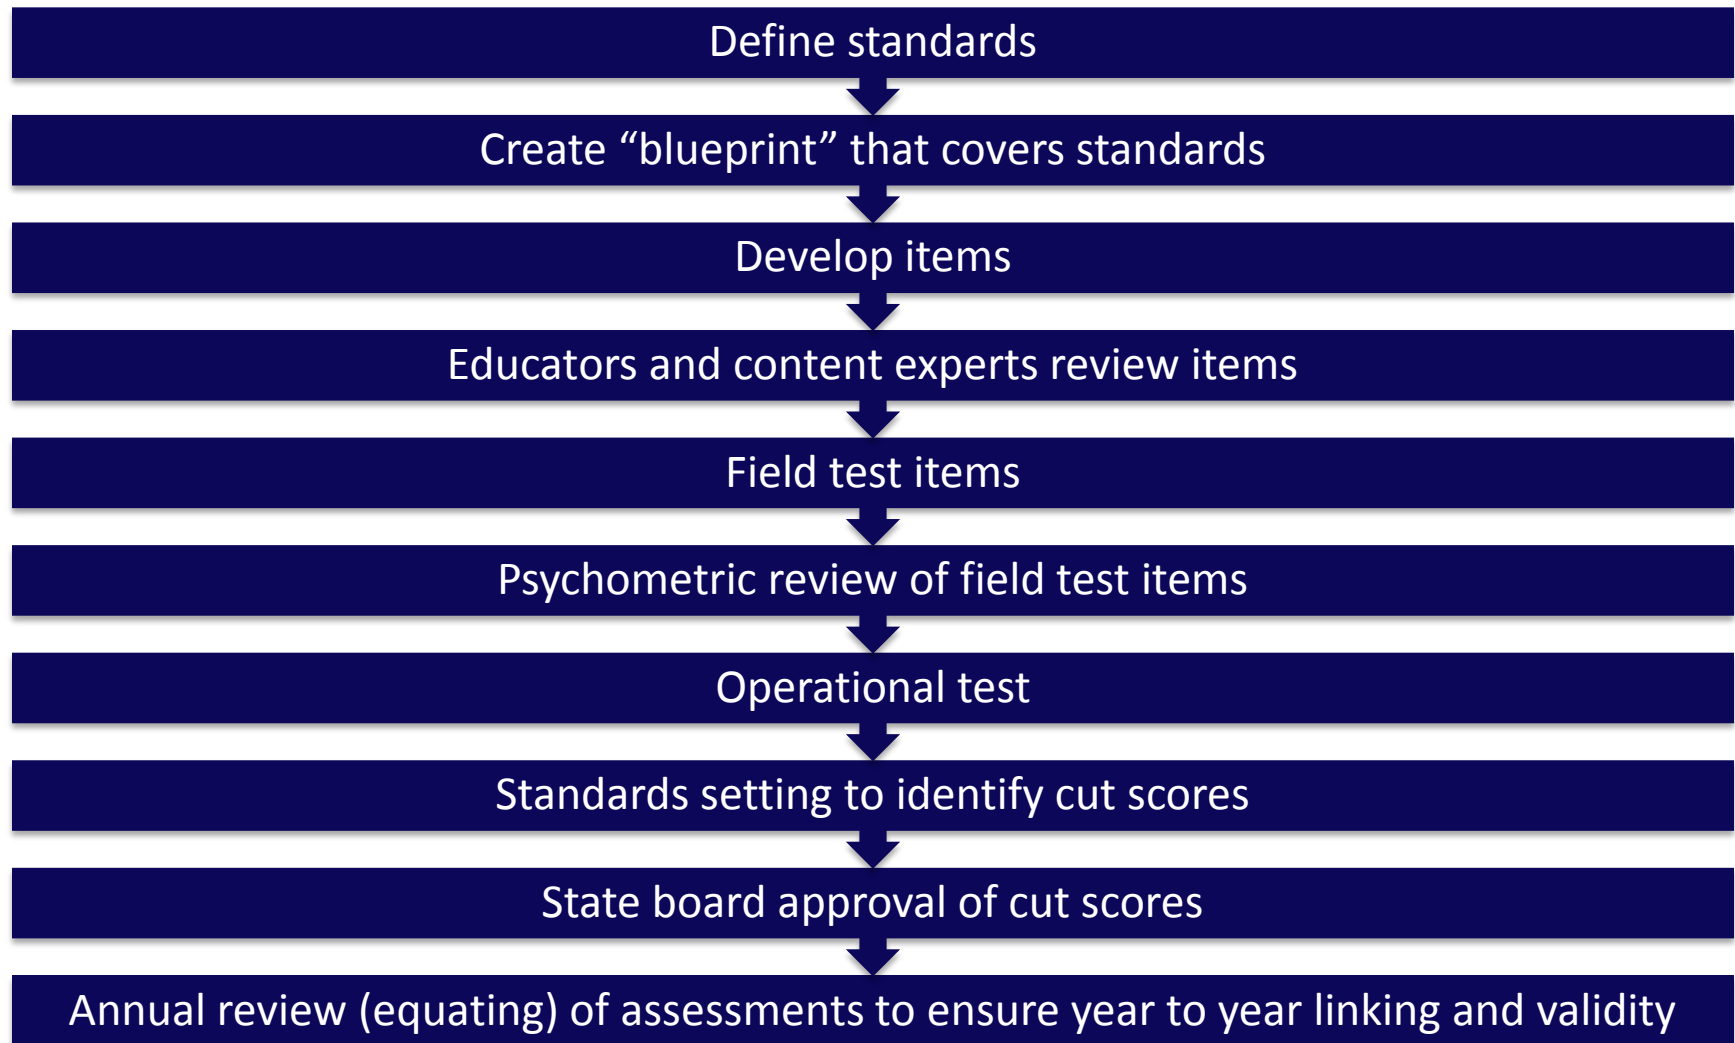 Define standards
Create “blueprint” that covers standards
Develop items
Educators and content experts review items
Field test items
Psychometric review of field test items
Operational test
Standards setting to identify cut scores
State board approval of cut scores
Annual review (equating) of assessments to ensure year to year linking and validity